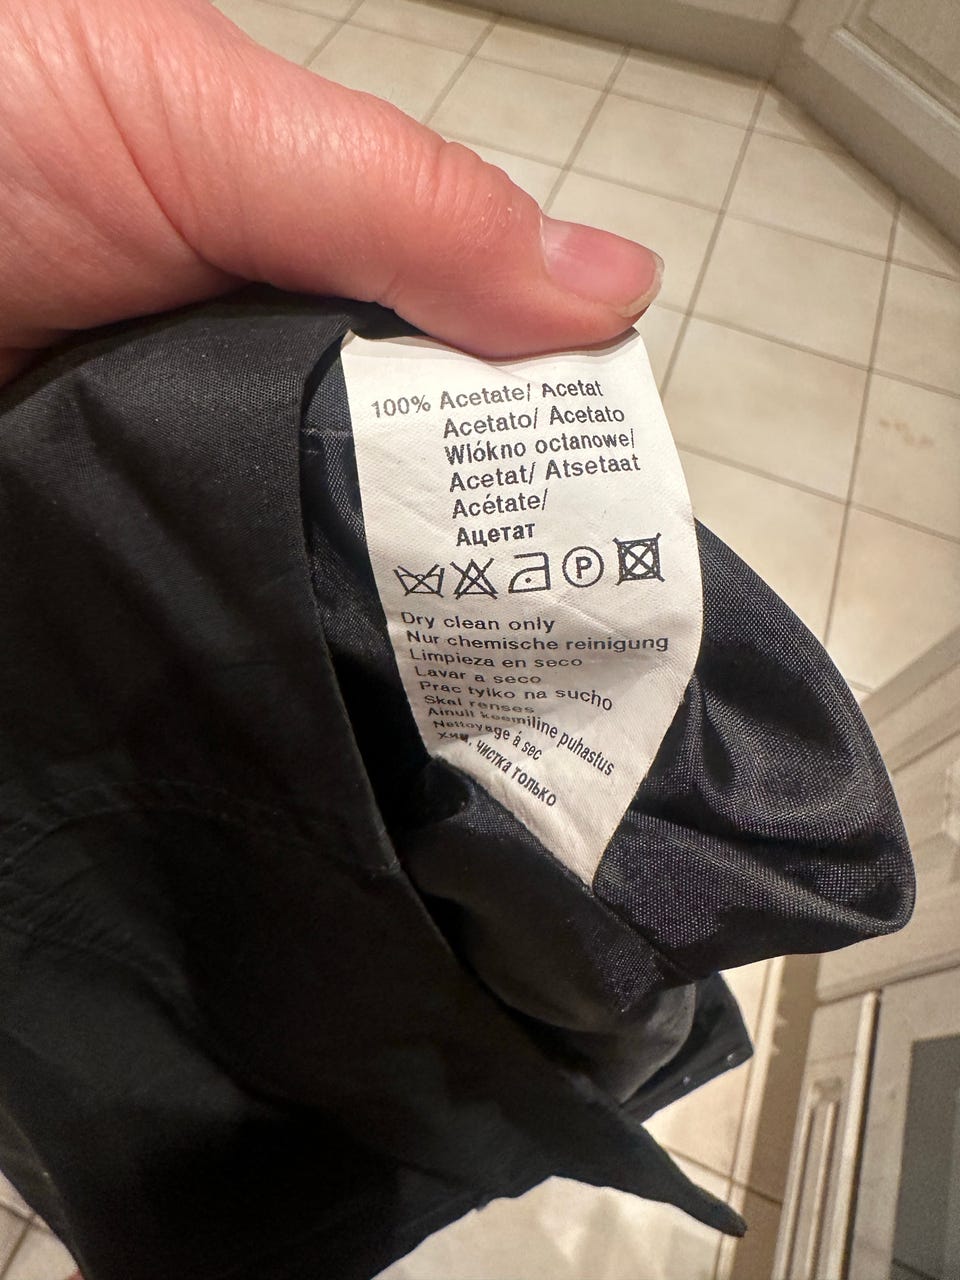 100% Acetate/ Acetat
Acetato/ Acetato
Wlókno octanowe/
Acetat/ Atsetaat
Acétate/
Ацетат
P
Dry clean only
Nur chemische reinigung
Limpieza en seco
Lavar a seco
Prac tylko na sucho
Skal renses
Ainult keemiline puhastus
Nettoyage á sec
хим. чистка только